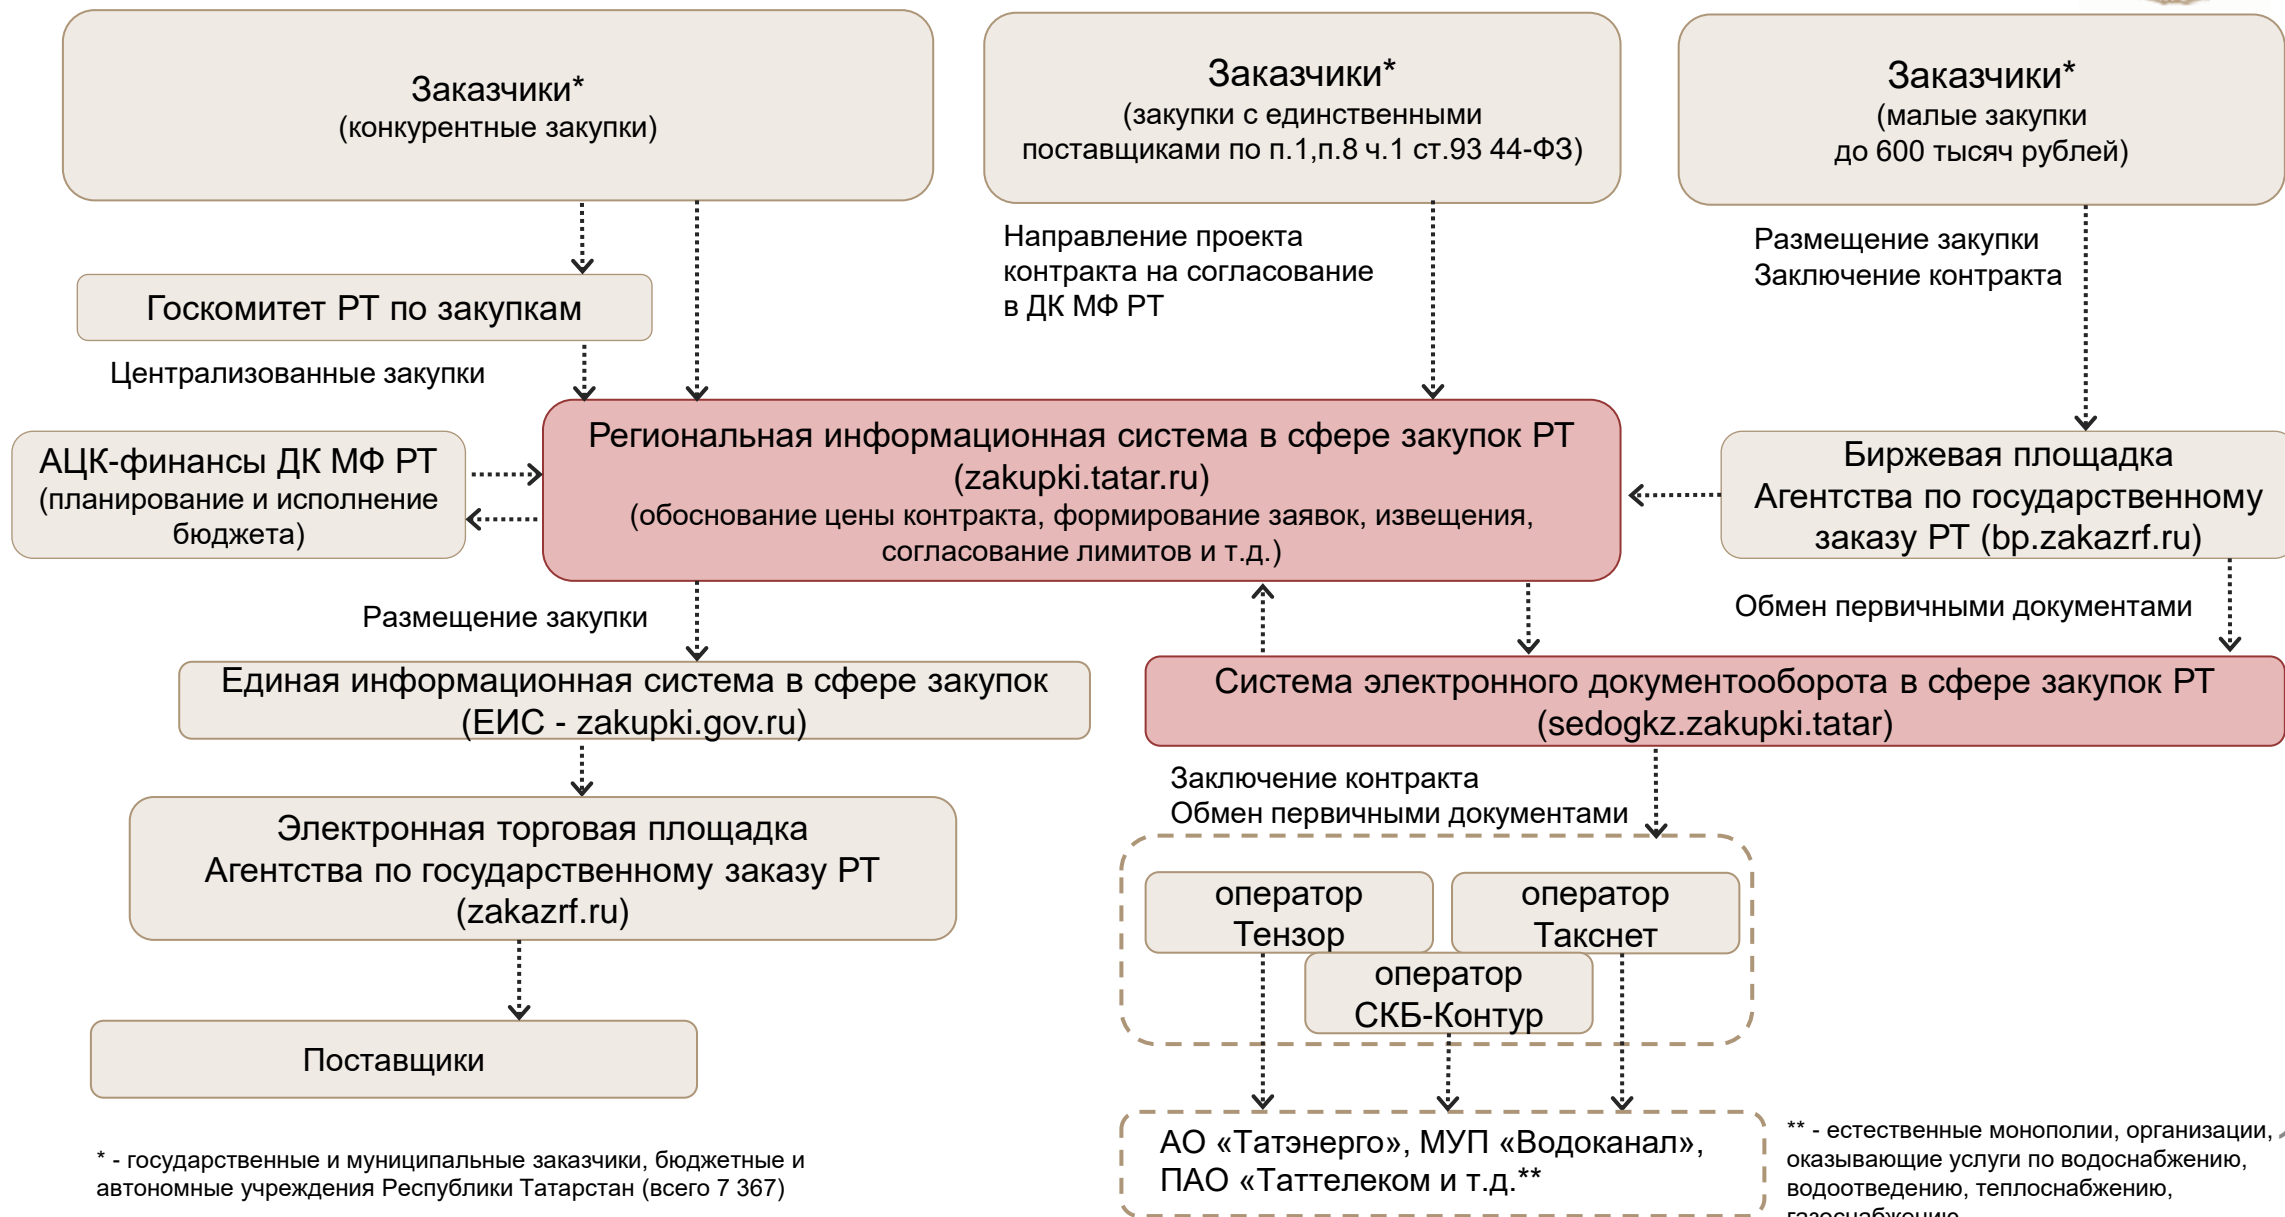 Заказчики*
(конкурентные закупки)
Заказчики*
(закупки с единственными
поставщиками по п.1,п.8 ч.1 ст.93 44-ФЗ)
Заказчики*
(малые закупки
до 600 тысяч рублей)
Направление проекта
контракта на согласование
в ДК МФ РТ
Размещение закупки
Заключение контракта
Госкомитет РТ по закупкам
Централизованные закупки
АЦК-финансы ДК МФ РТ
(планирование и исполнение
бюджета)
Региональная информационная система в сфере закупок РТ
(zakupki.tatar.ru)
(обоснование цены контракта, формирование заявок, извещения,
согласование лимитов и т.д.)
Биржевая площадка
Агентства по государственному
заказу РТ (bp.zakazrf.ru)
Размещение закупки
Обмен первичными документами
Единая информационная система в сфере закупок
(ЕИС - zakupki.gov.ru)
Система электронного документооборота в сфере закупок РТ
(sedogkz.zakupki.tatar)
Заключение контракта
Обмен первичными документами
Электронная торговая площадка
Агентства по государственному заказу РТ
(zakazrf.ru)
оператор
Тензор
оператор
Такснет
оператор
СКБ-Контур
Поставщики
АО «Татэнерго», МУП «Водоканал»,
ПАО «Таттелеком и т.д.**
* - государственные и муниципальные заказчики, бюджетные и
автономные учреждения Республики Татарстан (всего 7 367)
** - естественные монополии, организации,
оказывающие услуги по водоснабжению,
водоотведению, теплоснабжению,
газоснабжению